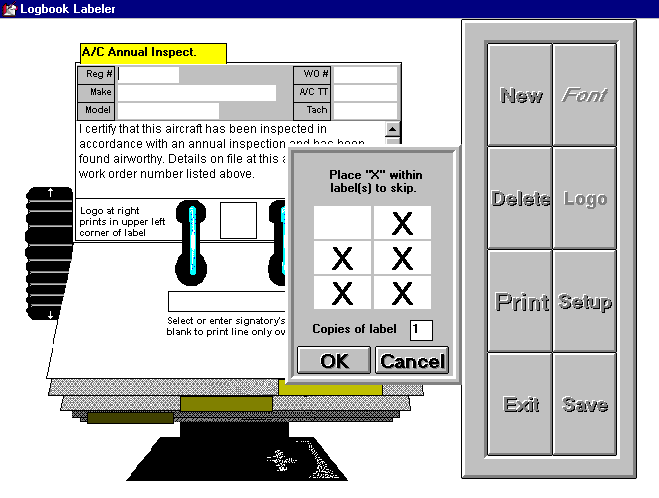 Logbook Labeler
A/C Annual Inspect.
Reg #
WO #
Make
A/C TT
Model
Tach
I certify that this aircraft has been inspected in
accordance with an annual inspection and has been
found airworthy. Details on file at this a
work order number listed above.
Logo at right
prints in upper left
corner of label
Select or enter signatory's
blank to print line only ov
Place "X" within
label(s) to skip.
X
X X
X X
Copies of label 1
OK Cancel
New Font
Delete Logo
Print Setup
Exit Save